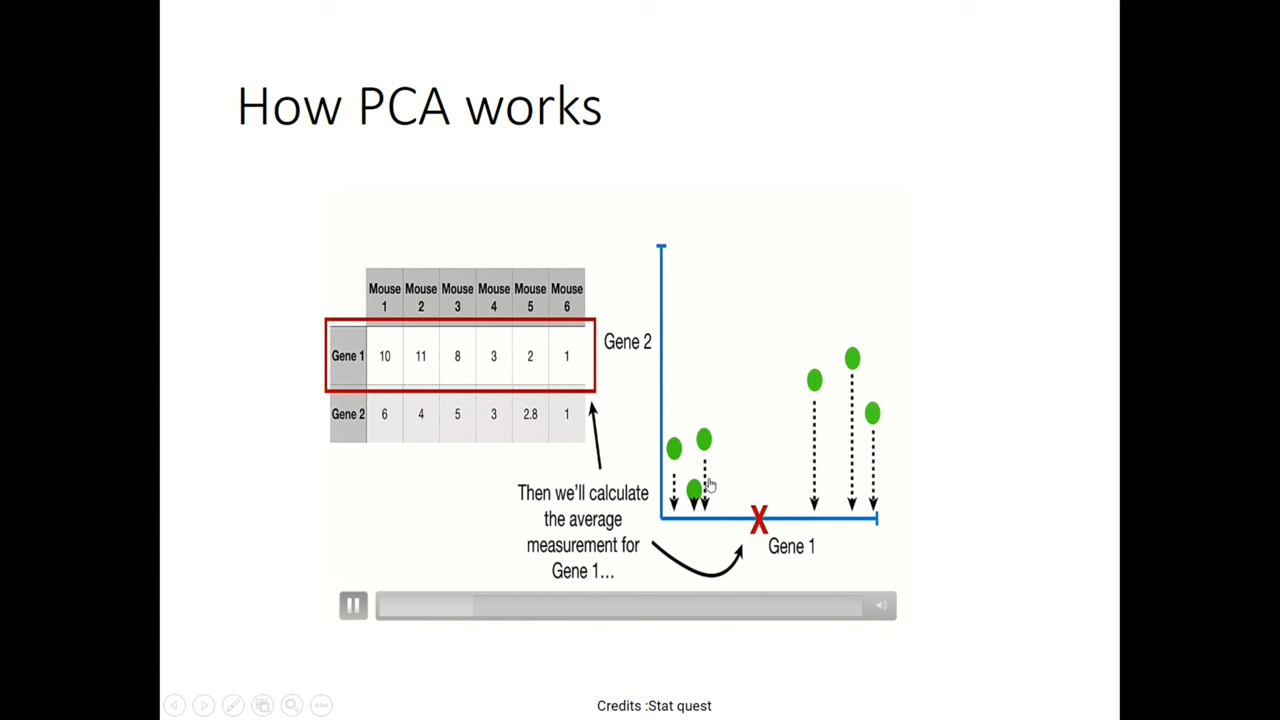 How PCA works
Mouse 1 Mouse 2 Mouse 3 Mouse 4 Mouse 5 Mouse 6
Gene 1 10 11 8 3 2 1
Gene 2 6 4 5 3 2.8 1
Gene 2
Then we'll calculate
the average
measurement for
Gene 1...
X
Gene 1
Credits :Stat quest